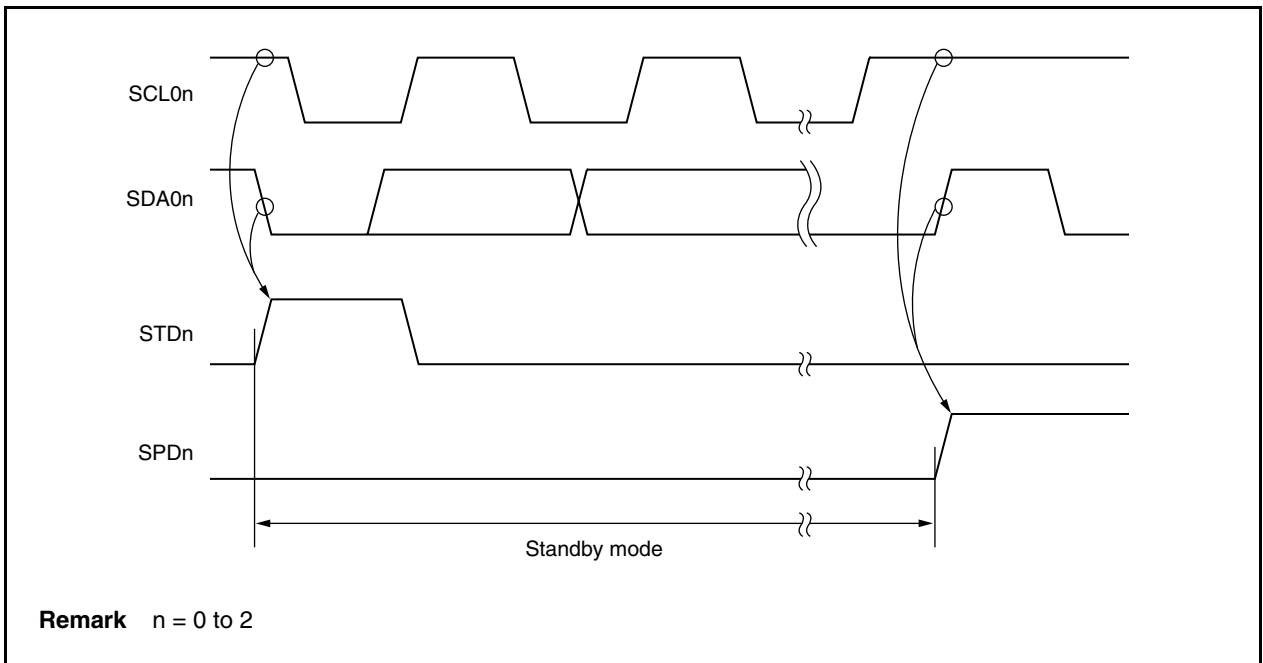 SCL0n
SDA0n
STDn
SPDn
Standby mode
Remark n = 0 to 2